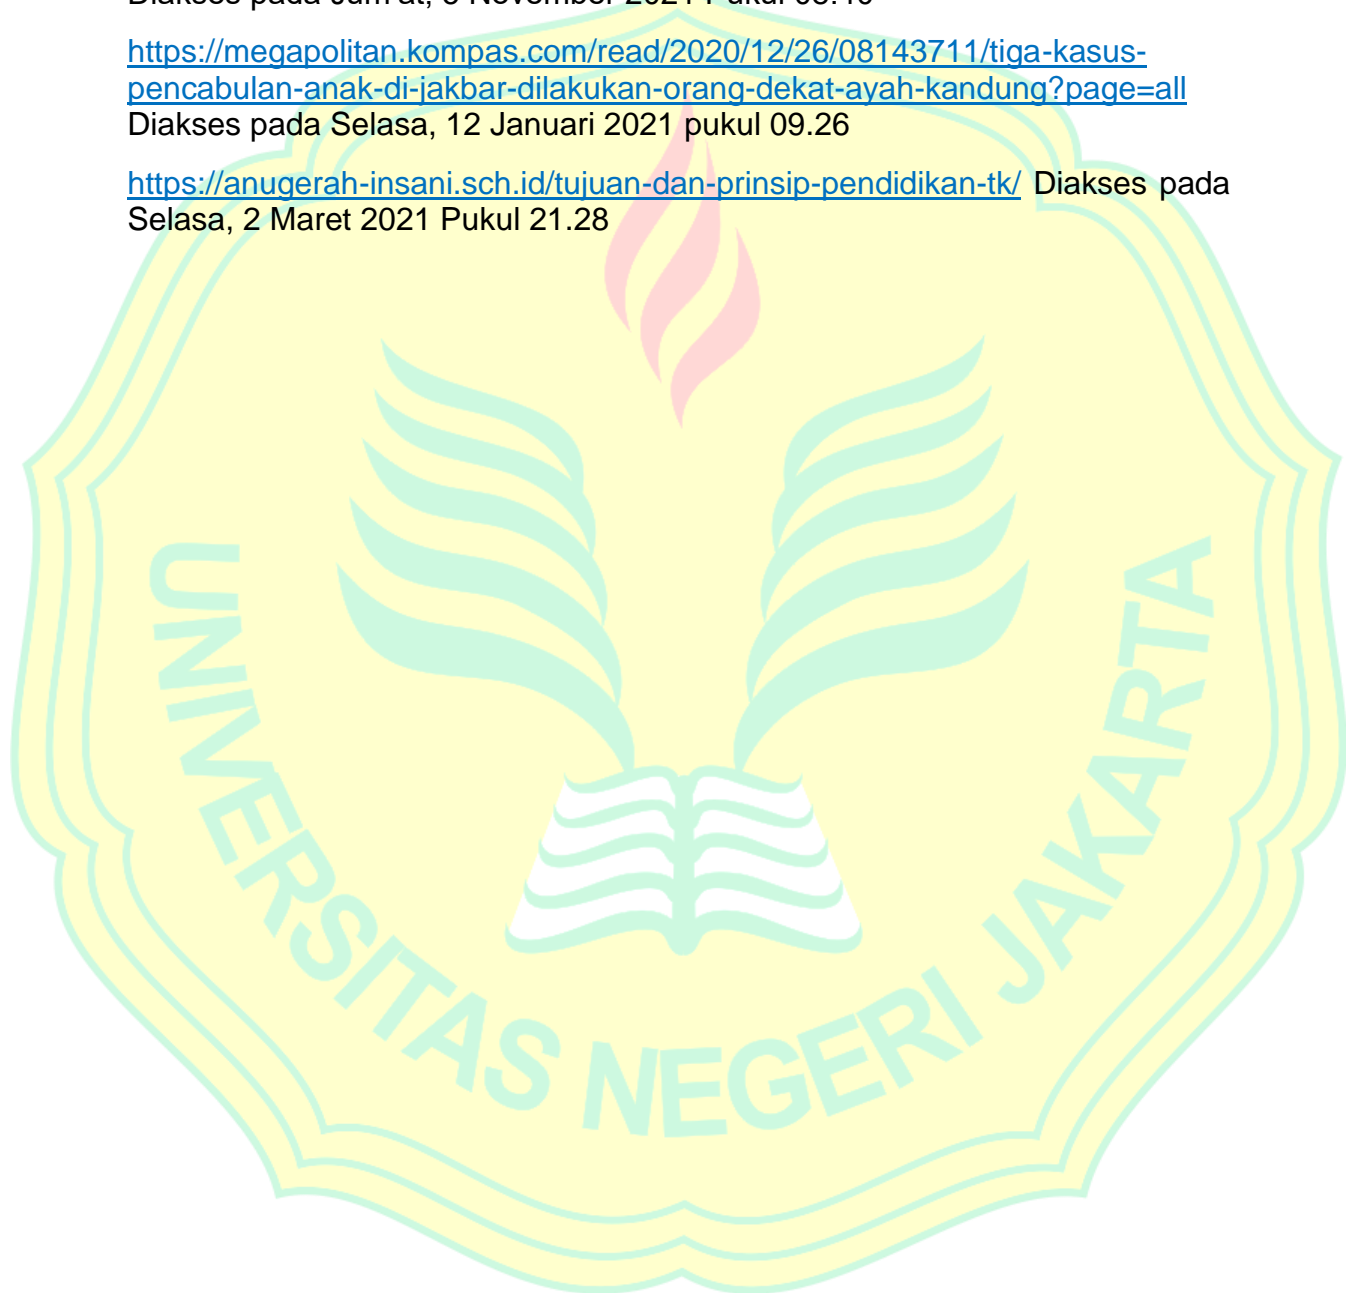 https://megapolitan.kompas.com/read/2020/12/26/08143711/tiga-kasus-
pencabulan-anak-di-jakbar-dilakukan-orang-dekat-ayah-kandung?page=all
Diakses pada Selasa, 12 Januari 2021 pukul 09.26
https://anugerah-insani.sch.id/tujuan-dan-prinsip-pendidikan-tk/ Diakses pada
Selasa, 2 Maret 2021 Pukul 21.28
UNIVERSITAS NEGERI JAKARTA